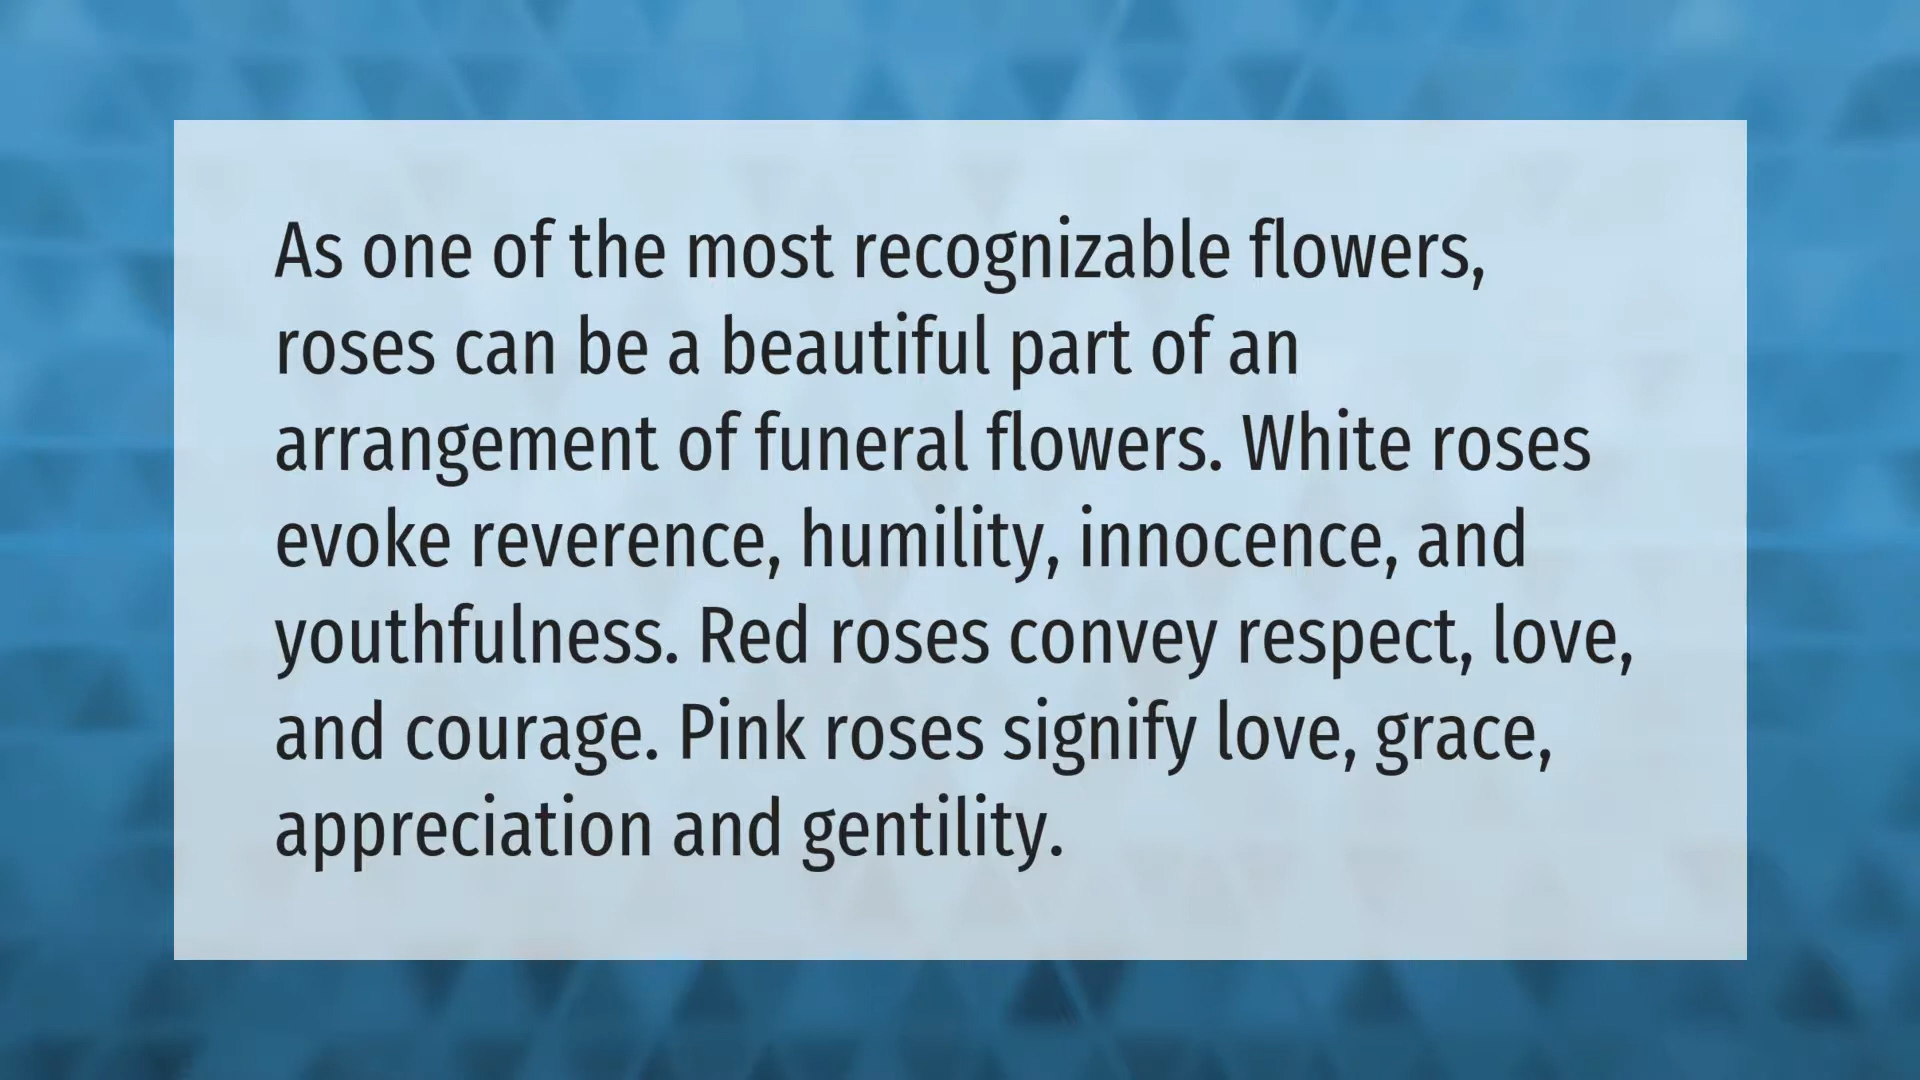 As one of the most recognizable flowers,
roses can be a beautiful part of an
arrangement of funeral flowers. White roses
evoke reverence, humility, innocence, and
youthfulness. Red roses convey respect, love,
and courage. Pink roses signify love, grace,
appreciation and gentility.